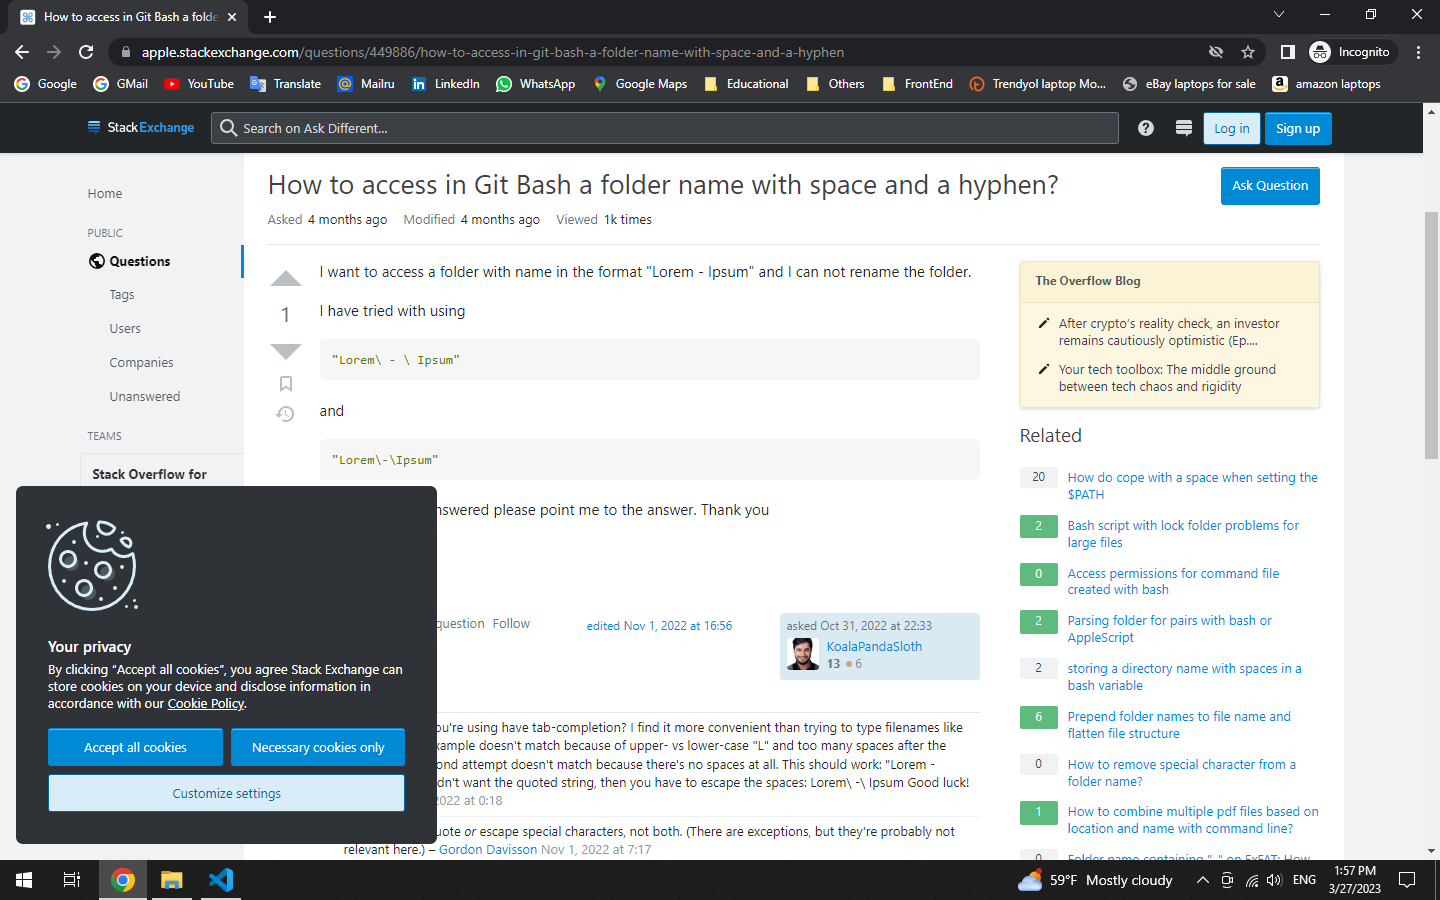 How to access in Git Bash a folde
apple.stackexchange.com/questions/449886/how-to-access-in-git-bash-a-folder-name-with-space-and-a-hyphen
Incognito
Google
GMail
YouTube
Translate
Mailru
LinkedIn
WhatsApp
Google Maps
Educational
Others
FrontEnd
Trendyol laptop Mo...
eBay laptops for sale
amazon laptops
StackExchange
Search on Ask Different...
Log in
Sign up
Home
PUBLIC
Questions
Tags
Users
Companies
Unanswered
TEAMS
Stack Overflow for
How to access in Git Bash a folder name with space and a hyphen?
Ask Question
Asked 4 months ago Modified 4 months ago Viewed 1k times
1
I want to access a folder with name in the format "Lorem - Ipsum" and I can not rename the folder.
I have tried with using
"Lorem\ - \ Ipsum"
and
"Lorem\-\Ipsum"
nswered please point me to the answer. Thank you
question Follow
edited Nov 1, 2022 at 16:56
asked Oct 31, 2022 at 22:33
KoalaPandaSloth
13 6
ou're using have tab-completion? I find it more convenient than trying to type filenames like
xample doesn't match because of upper- vs lower-case "L" and too many spaces after the
ond attempt doesn't match because there's no spaces at all. This should work: "Lorem -
dn't want the quoted string, then you have to escape the spaces: Lorem\ -\ Ipsum Good luck!
2022 at 0:18
uote or escape special characters, not both. (There are exceptions, but they're probably not
relevant here.) – Gordon Davisson Nov 1, 2022 at 7:17
The Overflow Blog
After crypto's reality check, an investor
remains cautiously optimistic (Ep....
Your tech toolbox: The middle ground
between tech chaos and rigidity
Related
20 How do cope with a space when setting the
$PATH
2 Bash script with lock folder problems for
large files
0 Access permissions for command file
created with bash
2 Parsing folder for pairs with bash or
AppleScript
2 storing a directory name with spaces in a
bash variable
6 Prepend folder names to file name and
flatten file structure
0 How to remove special character from a
folder name?
1 How to combine multiple pdf files based on
location and name with command line?
0 Folder name containing "." on ExFAT: How
Your privacy
By clicking “Accept all cookies”, you agree Stack Exchange can
store cookies on your device and disclose information in
accordance with our Cookie Policy.
Accept all cookies
Necessary cookies only
Customize settings
59°F Mostly cloudy
ENG
1:57 PM
3/27/2023